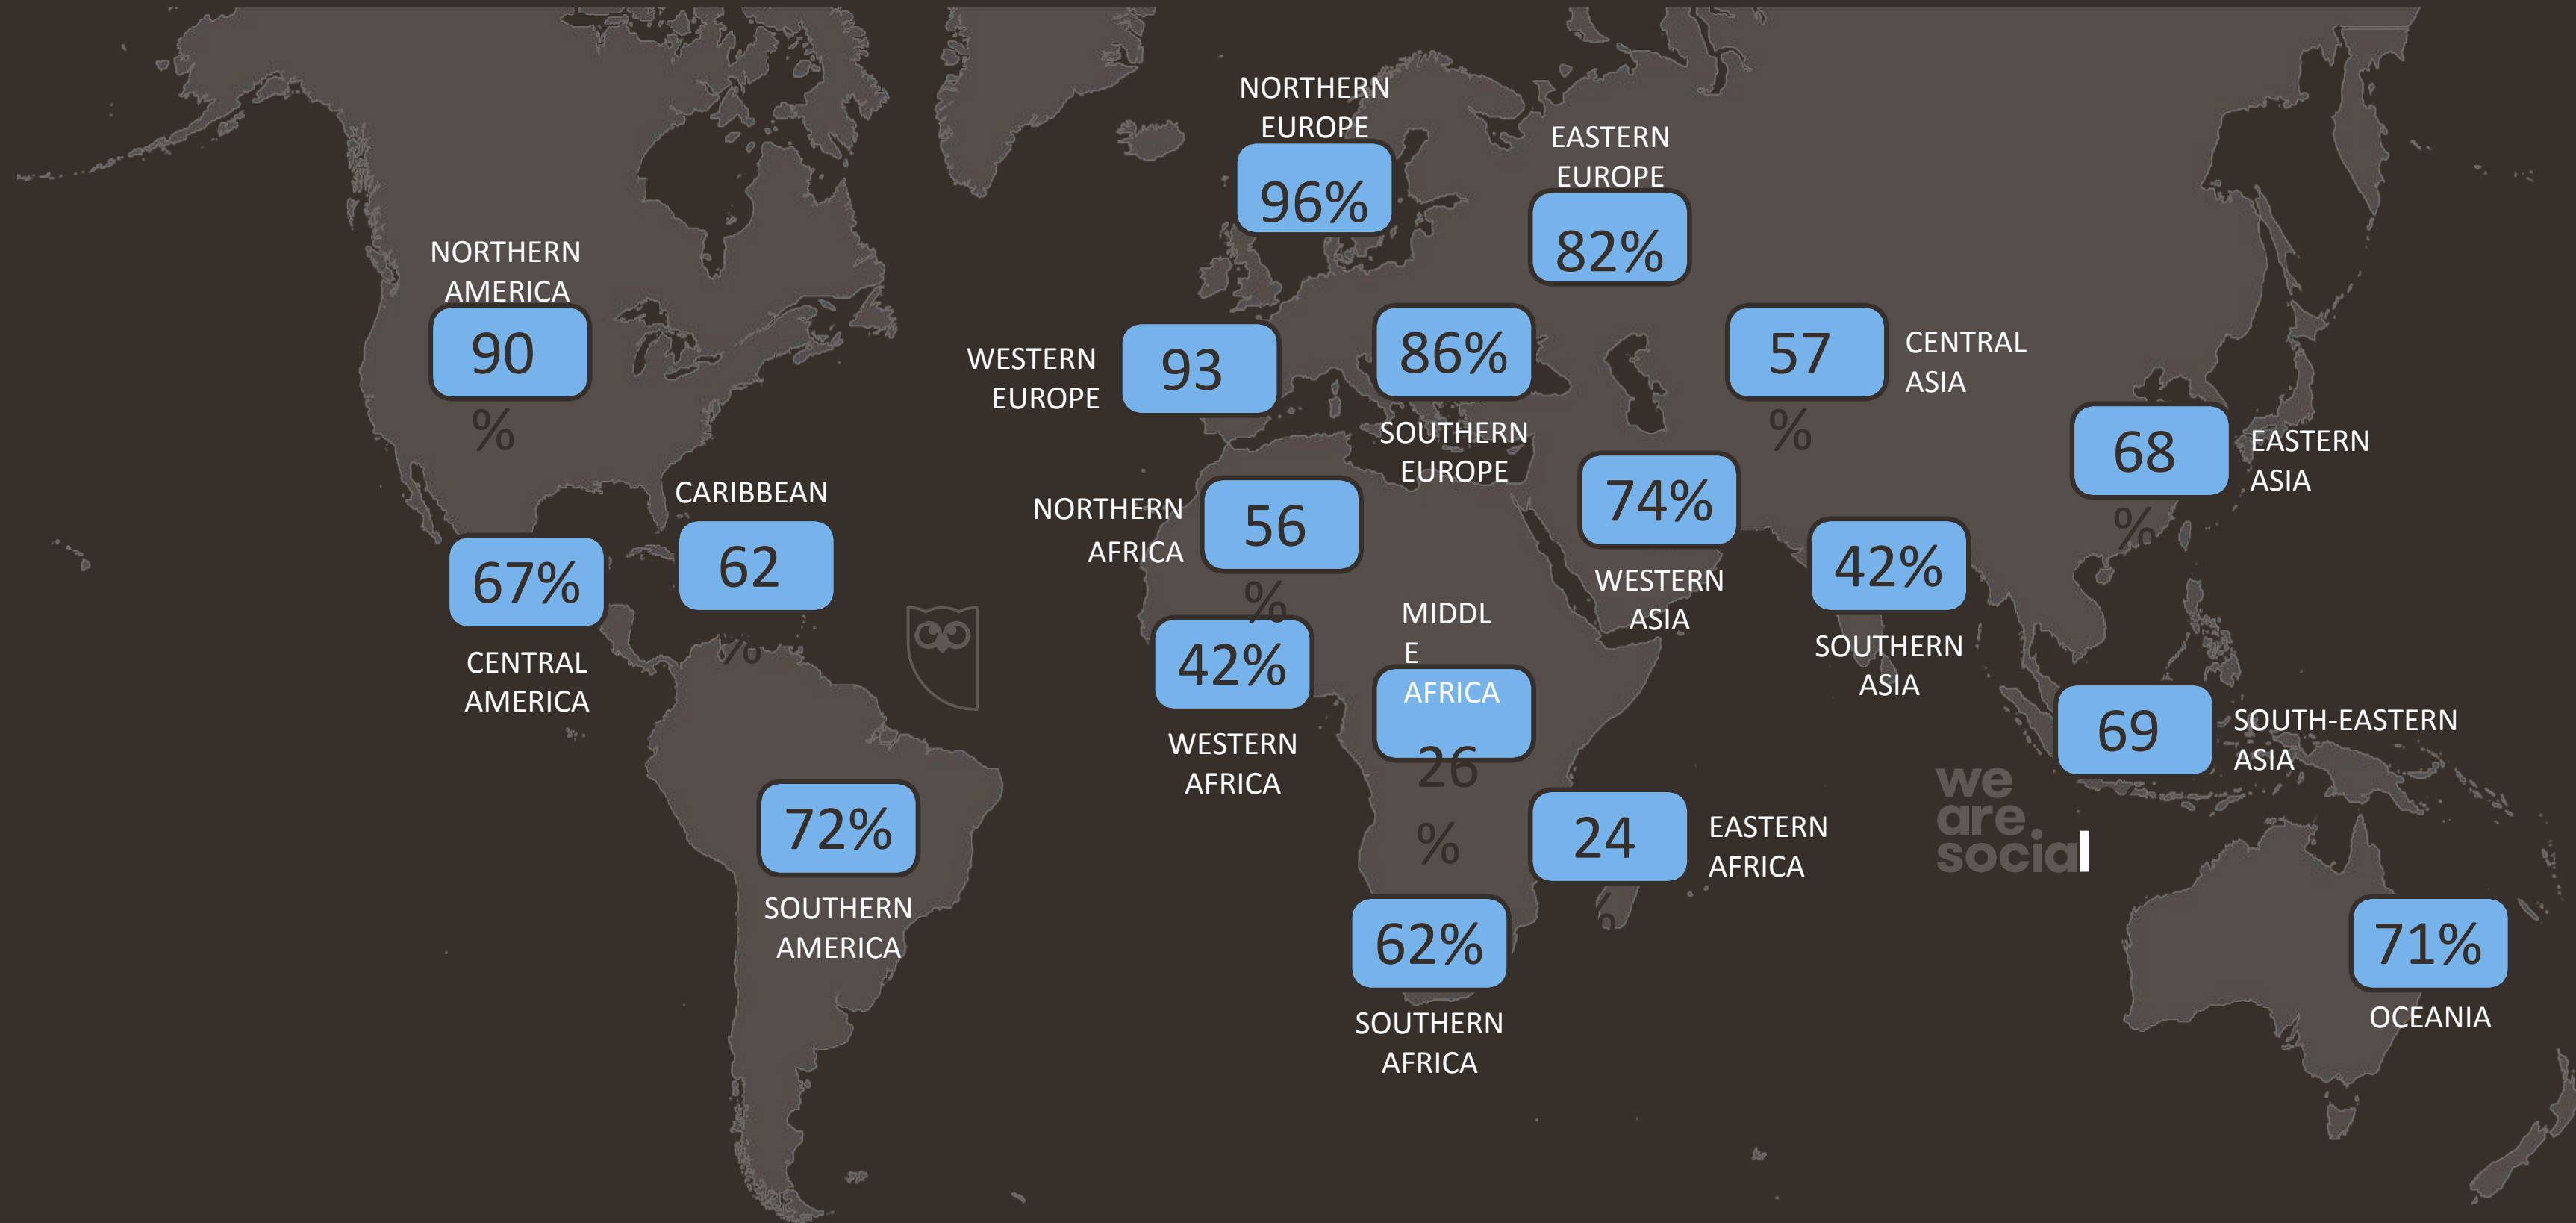 NORTHERN
EUROPE
96%
EASTERN
EUROPE
82%
NORTHERN
AMERICA
90
%
WESTERN
EUROPE
93
86%
SOUTHERN
EUROPE
57
%
CENTRAL
ASIA
68
%
EASTERN
ASIA
CARIBBEAN
62
%
67%
CENTRAL
AMERICA
NORTHERN
AFRICA
56
%
74%
WESTERN
ASIA
42%
SOUTHERN
ASIA
42%
WESTERN
AFRICA
MIDDL
E
AFRICA
26
%
69
SOUTH-EASTERN
ASIA
we
are.
social
72%
SOUTHERN
AMERICA
24
%
EASTERN
AFRICA
62%
SOUTHERN
AFRICA
71%
OCEANIA